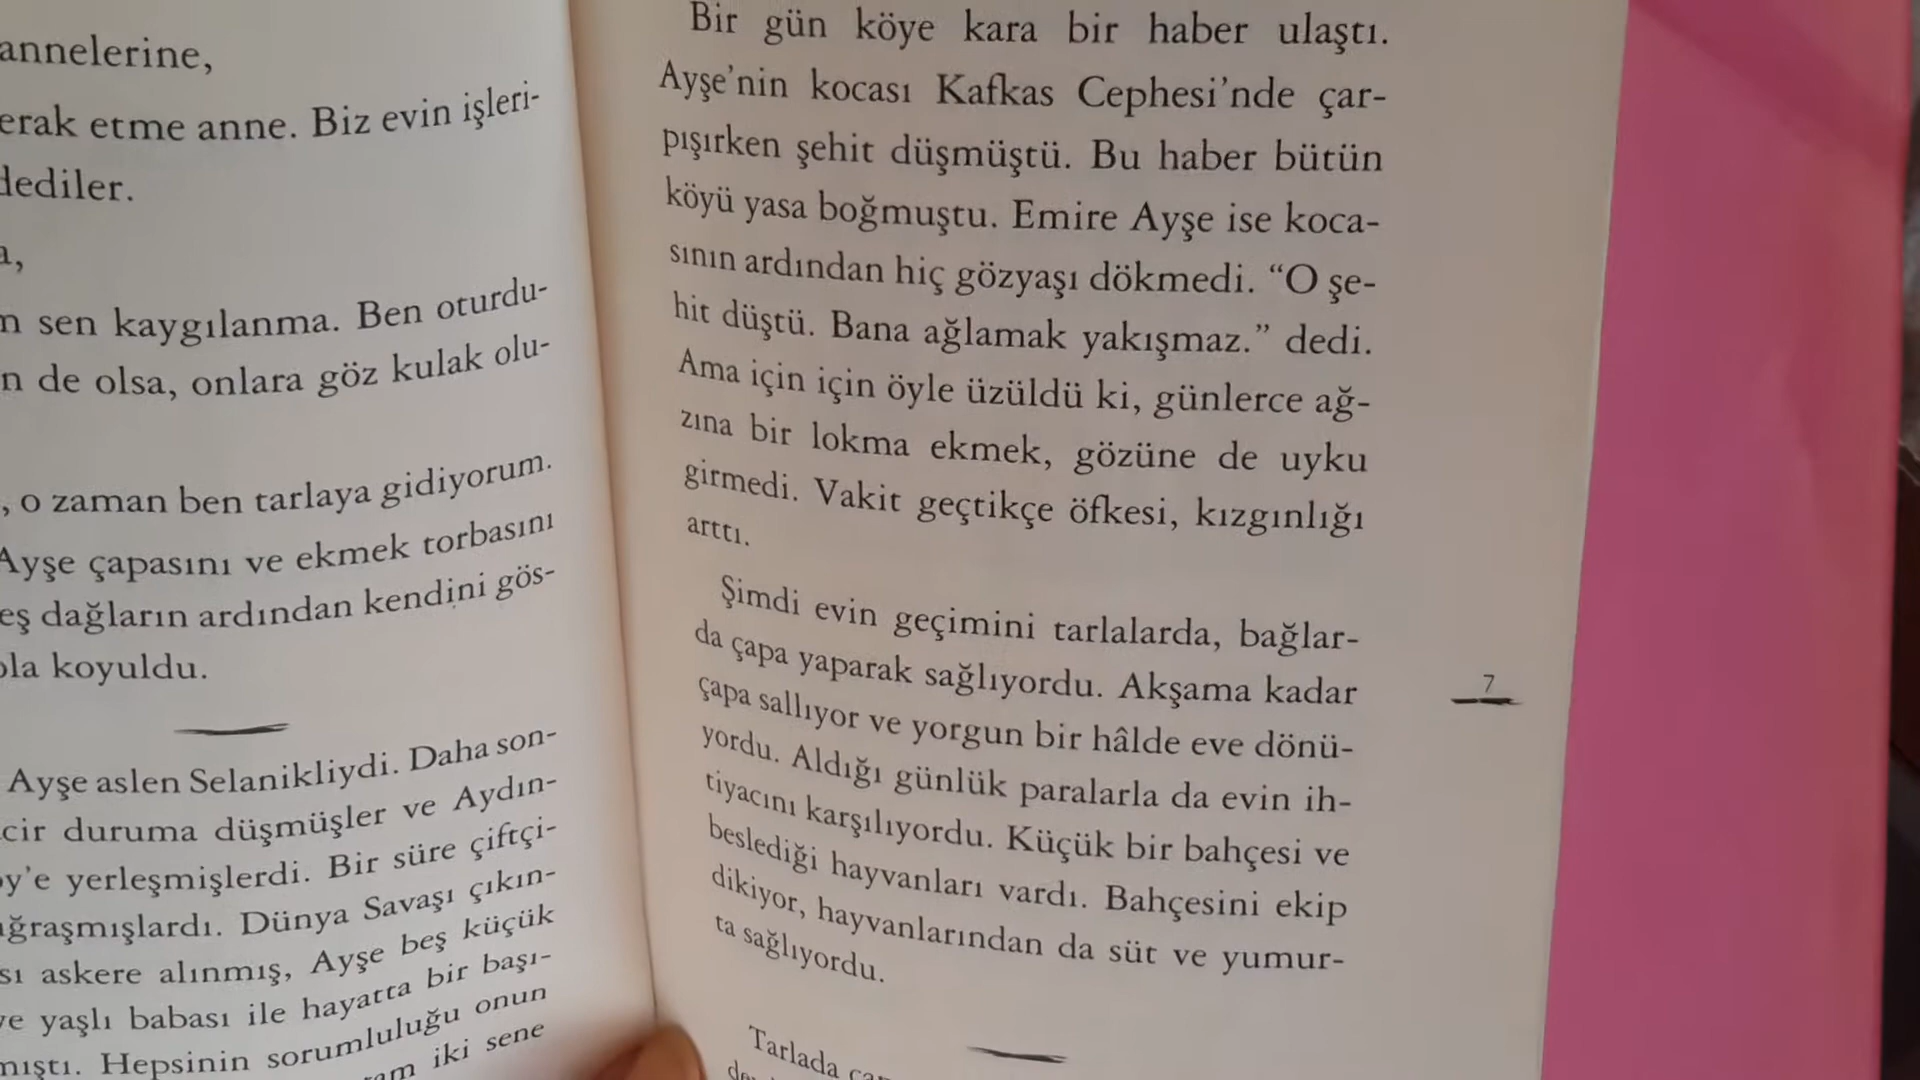 annelerine,
etme anne. Biz evin işleri-
dediler.
sen kaygılanma. Ben oturdu-
de olsa, onlara göz kulak olu-
, o zaman ben tarlaya gidiyorum.
Ayşe çapasını ve ekmek torbasını
dağların ardından kendini gös-
koyuldu.
Ayşe aslen Selanikliydi. Daha son-
duruma düşmüşler ve Aydın-
yerleşmişlerdi. Bir süre çiftçi-
Dünya Savaşı çıkın-
askere alınmış, Ayşe beş küçük
yaşlı babası ile hayatta bir başı-
Hepsinin sorumluluğu onun
iki sene
Bir gün köye kara bir haber ulaştı.
Ayşe’nin kocası Kafkas Cephesi’nde çar-
pışırken şehit düşmüştü. Bu haber bütün
köyü yasa boğmuştu. Emire Ayşe ise koca-
sının ardından hiç gözyaşı dökmedi. “O şe-
hit düştü. Bana ağlamak yakışmaz.” dedi.
Ama için için öyle üzüldü ki, günlerce ağ-
zına bir lokma ekmek, gözüne de uyku
girmedi. Vakit geçtikçe öfkesi, kızgınlığı
arttı.
Şimdi evin geçimini tarlalarda, bağlar-
da çapa yaparak sağlıyordu. Akşama kadar
çapa sallıyor ve yorgun bir hâlde eve dönü-
yordu. Aldığı günlük paralarla da evin ih-
tiyacını karşılıyordu. Küçük bir bahçesi ve
beslediği hayvanları vardı. Bahçesini ekip
dikiyor, hayvanlarından da süt ve yumur-
ta sağlıyordu.
7
Tarlada